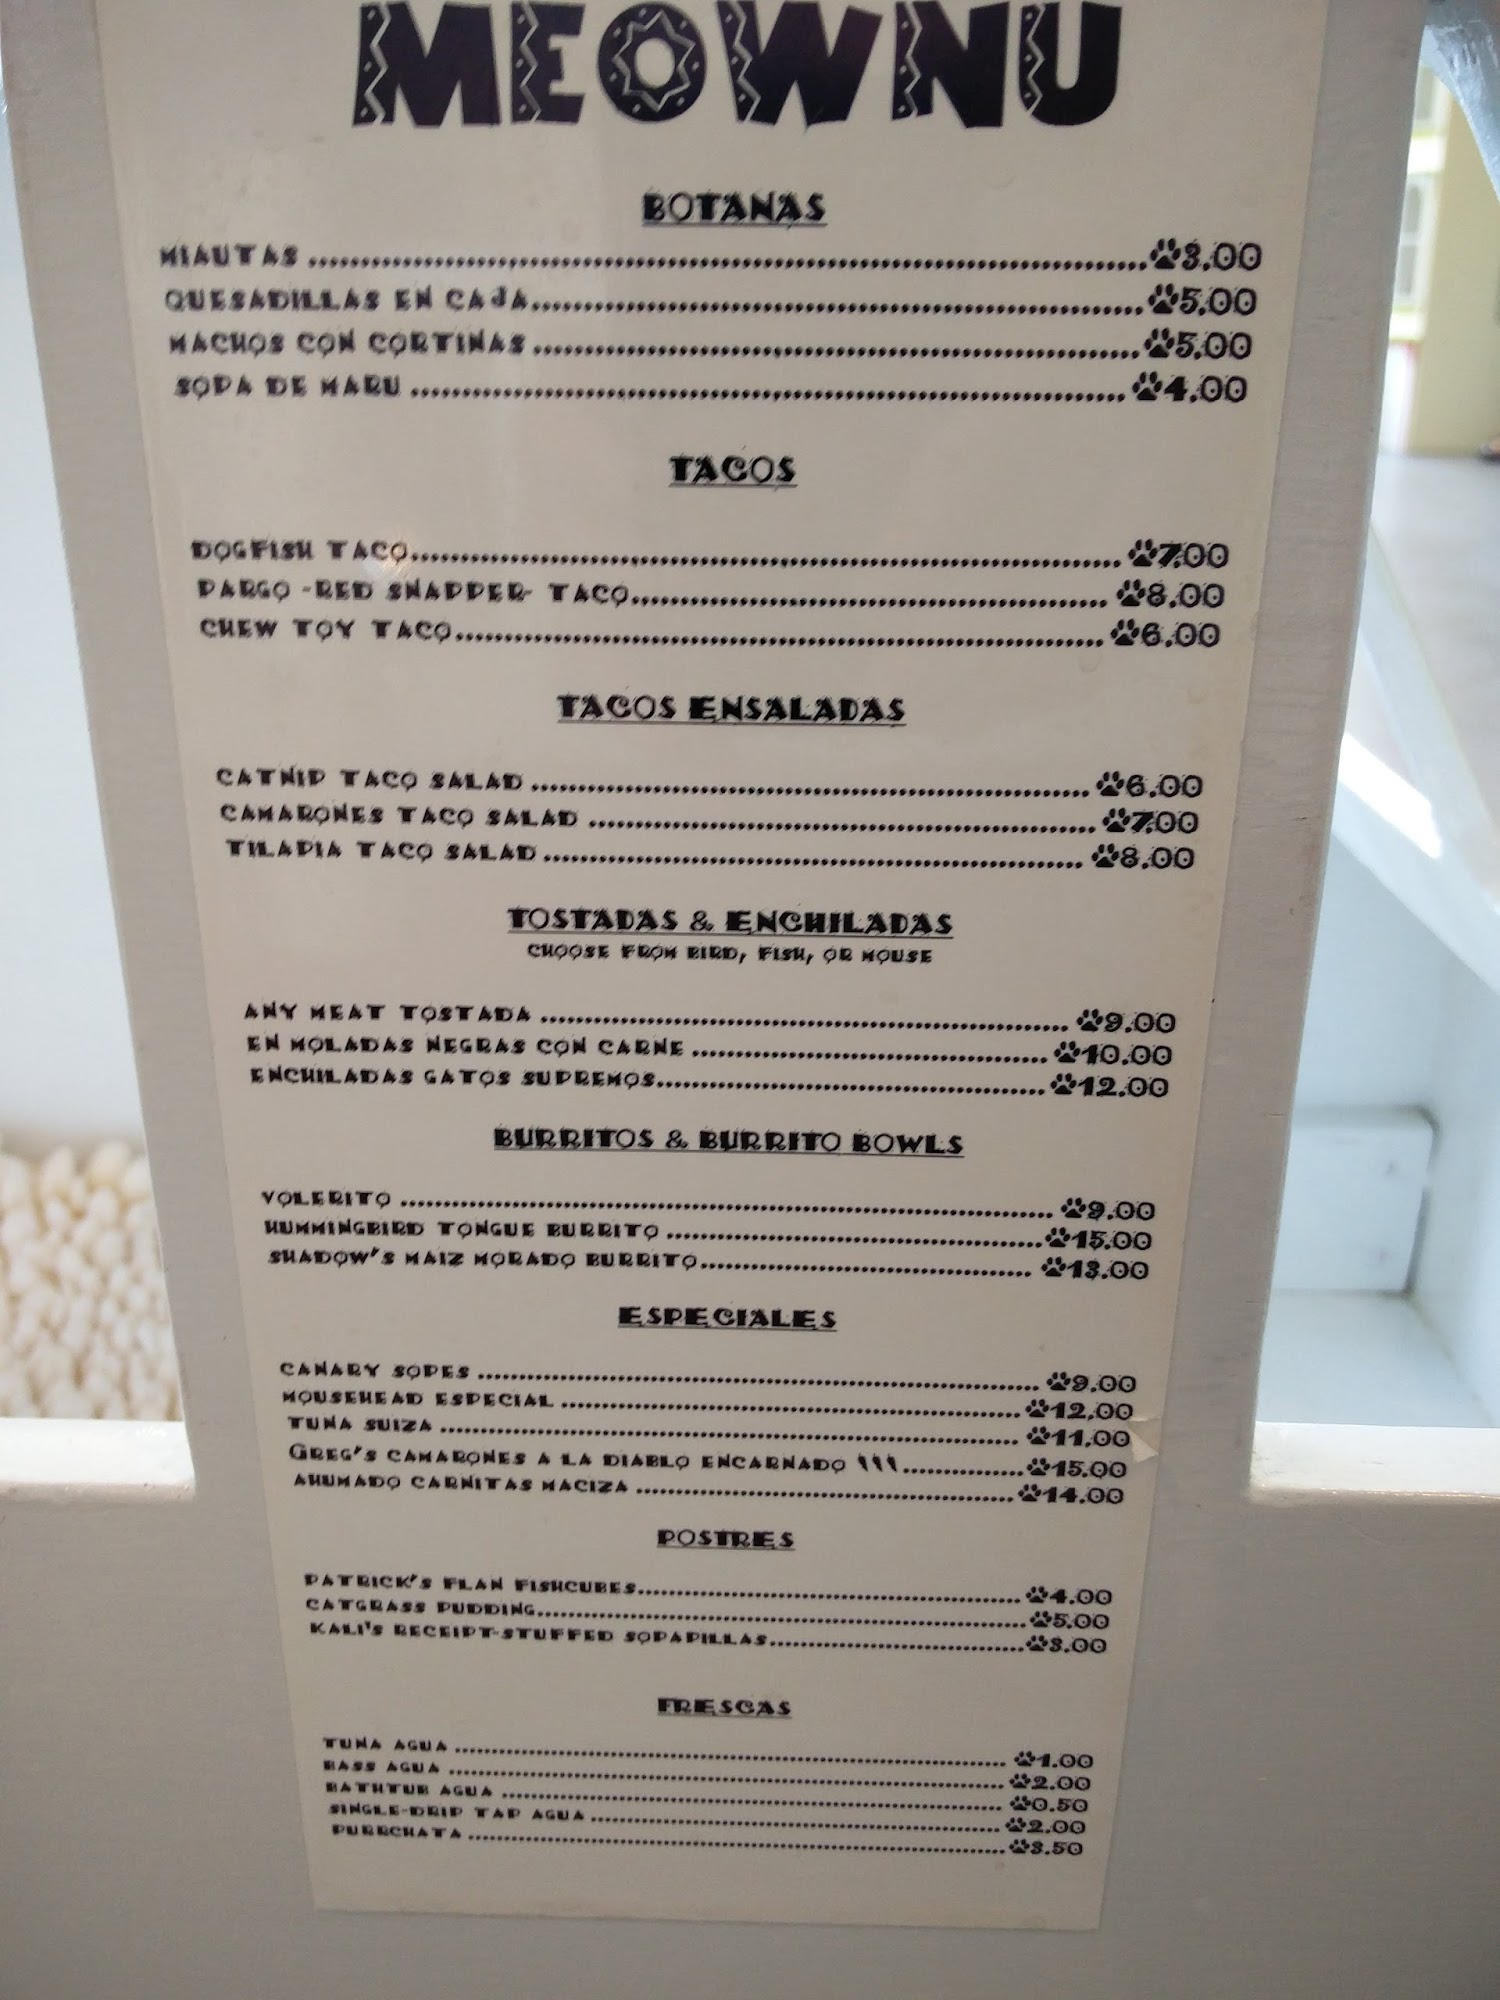 MEOWNU
BOTANAS
MIAUTAS ........ 3.00
QUESADILLAS EN CAJA........ 5.00
MACHOS CON CORTINAS ........ 5.00
SOPA DE MARU ........ 4.00
TACOS
DOGFISH TACO........ 7.00
PARGO -RED SNAPPER- TACO........ 8.00
CHEW TOY TACO........ 6.00
TACOS ENSALADAS
CATNIP TACO SALAD ........ 6.00
CAMARONES TACO SALAD ........ 7.00
TILAPIA TACO SALAD ........ 8.00
TOSTADAS & ENCHILADAS
CHOOSE FROM BIRD, FISH, OR MOUSE
ANY MEAT TOSTADA ........ 9.00
EN MOLADAS NEGRAS CON CARNE ........ 10.00
ENCHILADAS GATOS SUPREMOS........ 12.00
BURRITOS & BURRITO BOWLS
VOLERITO ........ 9.00
HUMMINGBIRD TONGUE BURRITO ........ 15.00
SHADOW'S MAIZ MORADO BURRITO........ 13.00
ESPECIALES
CANARY SOPES ........ 9.00
MOUSEHEAD ESPECIAL ........ 12.00
TUNA SUIZA ........ 11.00
GREG'S CAMARONES A LA DIABLO ENCARNADO ........ 15.00
AHUMADO CARNITAS MACIZA ........ 14.00
POSTRES
PATRICK'S FLAN FISHCUBES........ 4.00
CATGRASS PUDDING........ 5.00
KALI'S RECEIPT-STUFFED SOPAPILLAS........ 3.00
FRESCAS
TUNA AGUA ........ 1.00
BASS AGUA ........ 2.00
BATHTUB AGUA ........ 0.50
SINGLE-DRIP TAP AGUA ........ 2.00
PURRCHATA ........ 3.50